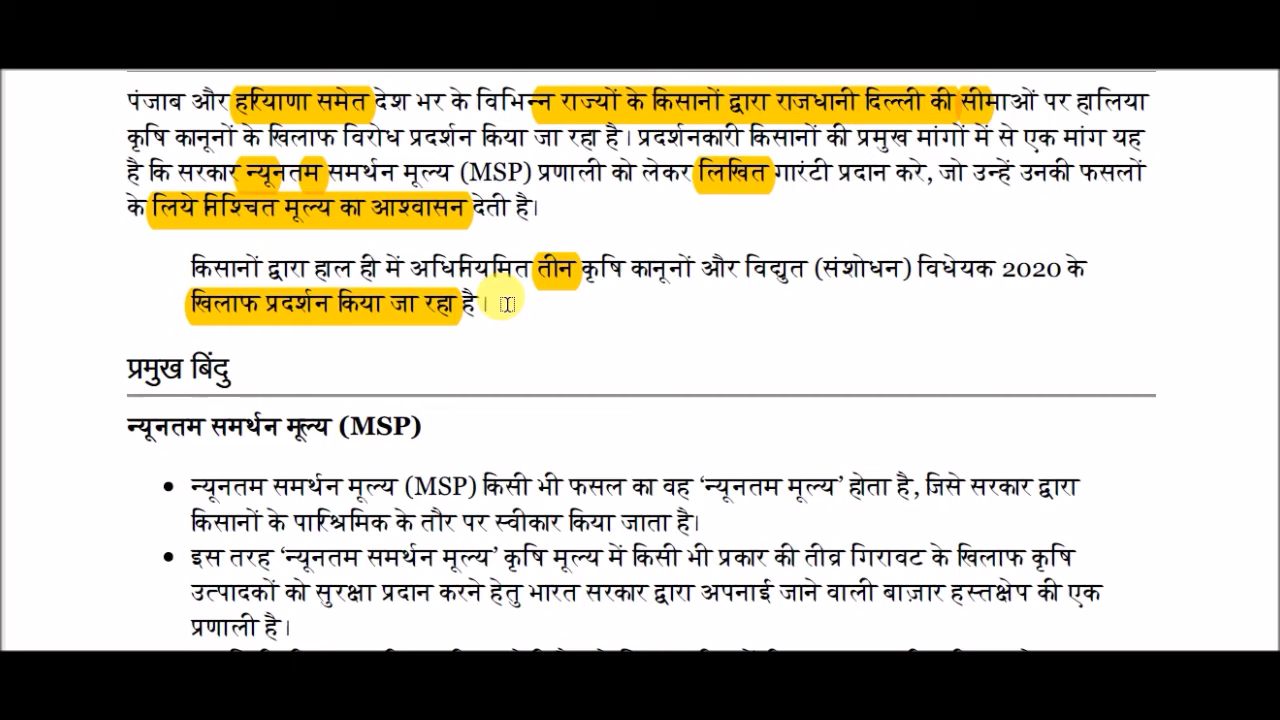 पंजाब और हरियाणा समेत देश भर के विभिन्न राज्यों के किसानों द्वारा राजधानी दिल्ली की सीमाओं पर हालिया
कृषि कानूनों के खिलाफ विरोध प्रदर्शन किया जा रहा है। प्रदर्शनकारी किसानों की प्रमुख मांगों में से एक मांग यह
है कि सरकार न्यूनतम समर्थन मूल्य (MSP) प्रणाली को लेकर लिखित गारंटी प्रदान करे, जो उन्हें उनकी फसलों
के लिये निश्चित मूल्य का आश्वासन देती है।
किसानों द्वारा हाल ही में अधिनियमित तीन कृषि कानूनों और विद्युत (संशोधन) विधेयक 2020 के
खिलाफ प्रदर्शन किया जा रहा है।
प्रमुख बिंदु
न्यूनतम समर्थन मूल्य (MSP)
• न्यूनतम समर्थन मूल्य (MSP) किसी भी फसल का वह ‘न्यूनतम मूल्य’ होता है, जिसे सरकार द्वारा
किसानों के पारिश्रमिक के तौर पर स्वीकार किया जाता है।
• इस तरह ‘न्यूनतम समर्थन मूल्य’ कृषि मूल्य में किसी भी प्रकार की तीव्र गिरावट के खिलाफ कृषि
उत्पादकों को सुरक्षा प्रदान करने हेतु भारत सरकार द्वारा अपनाई जाने वाली बाज़ार हस्तक्षेप की एक
प्रणाली है।